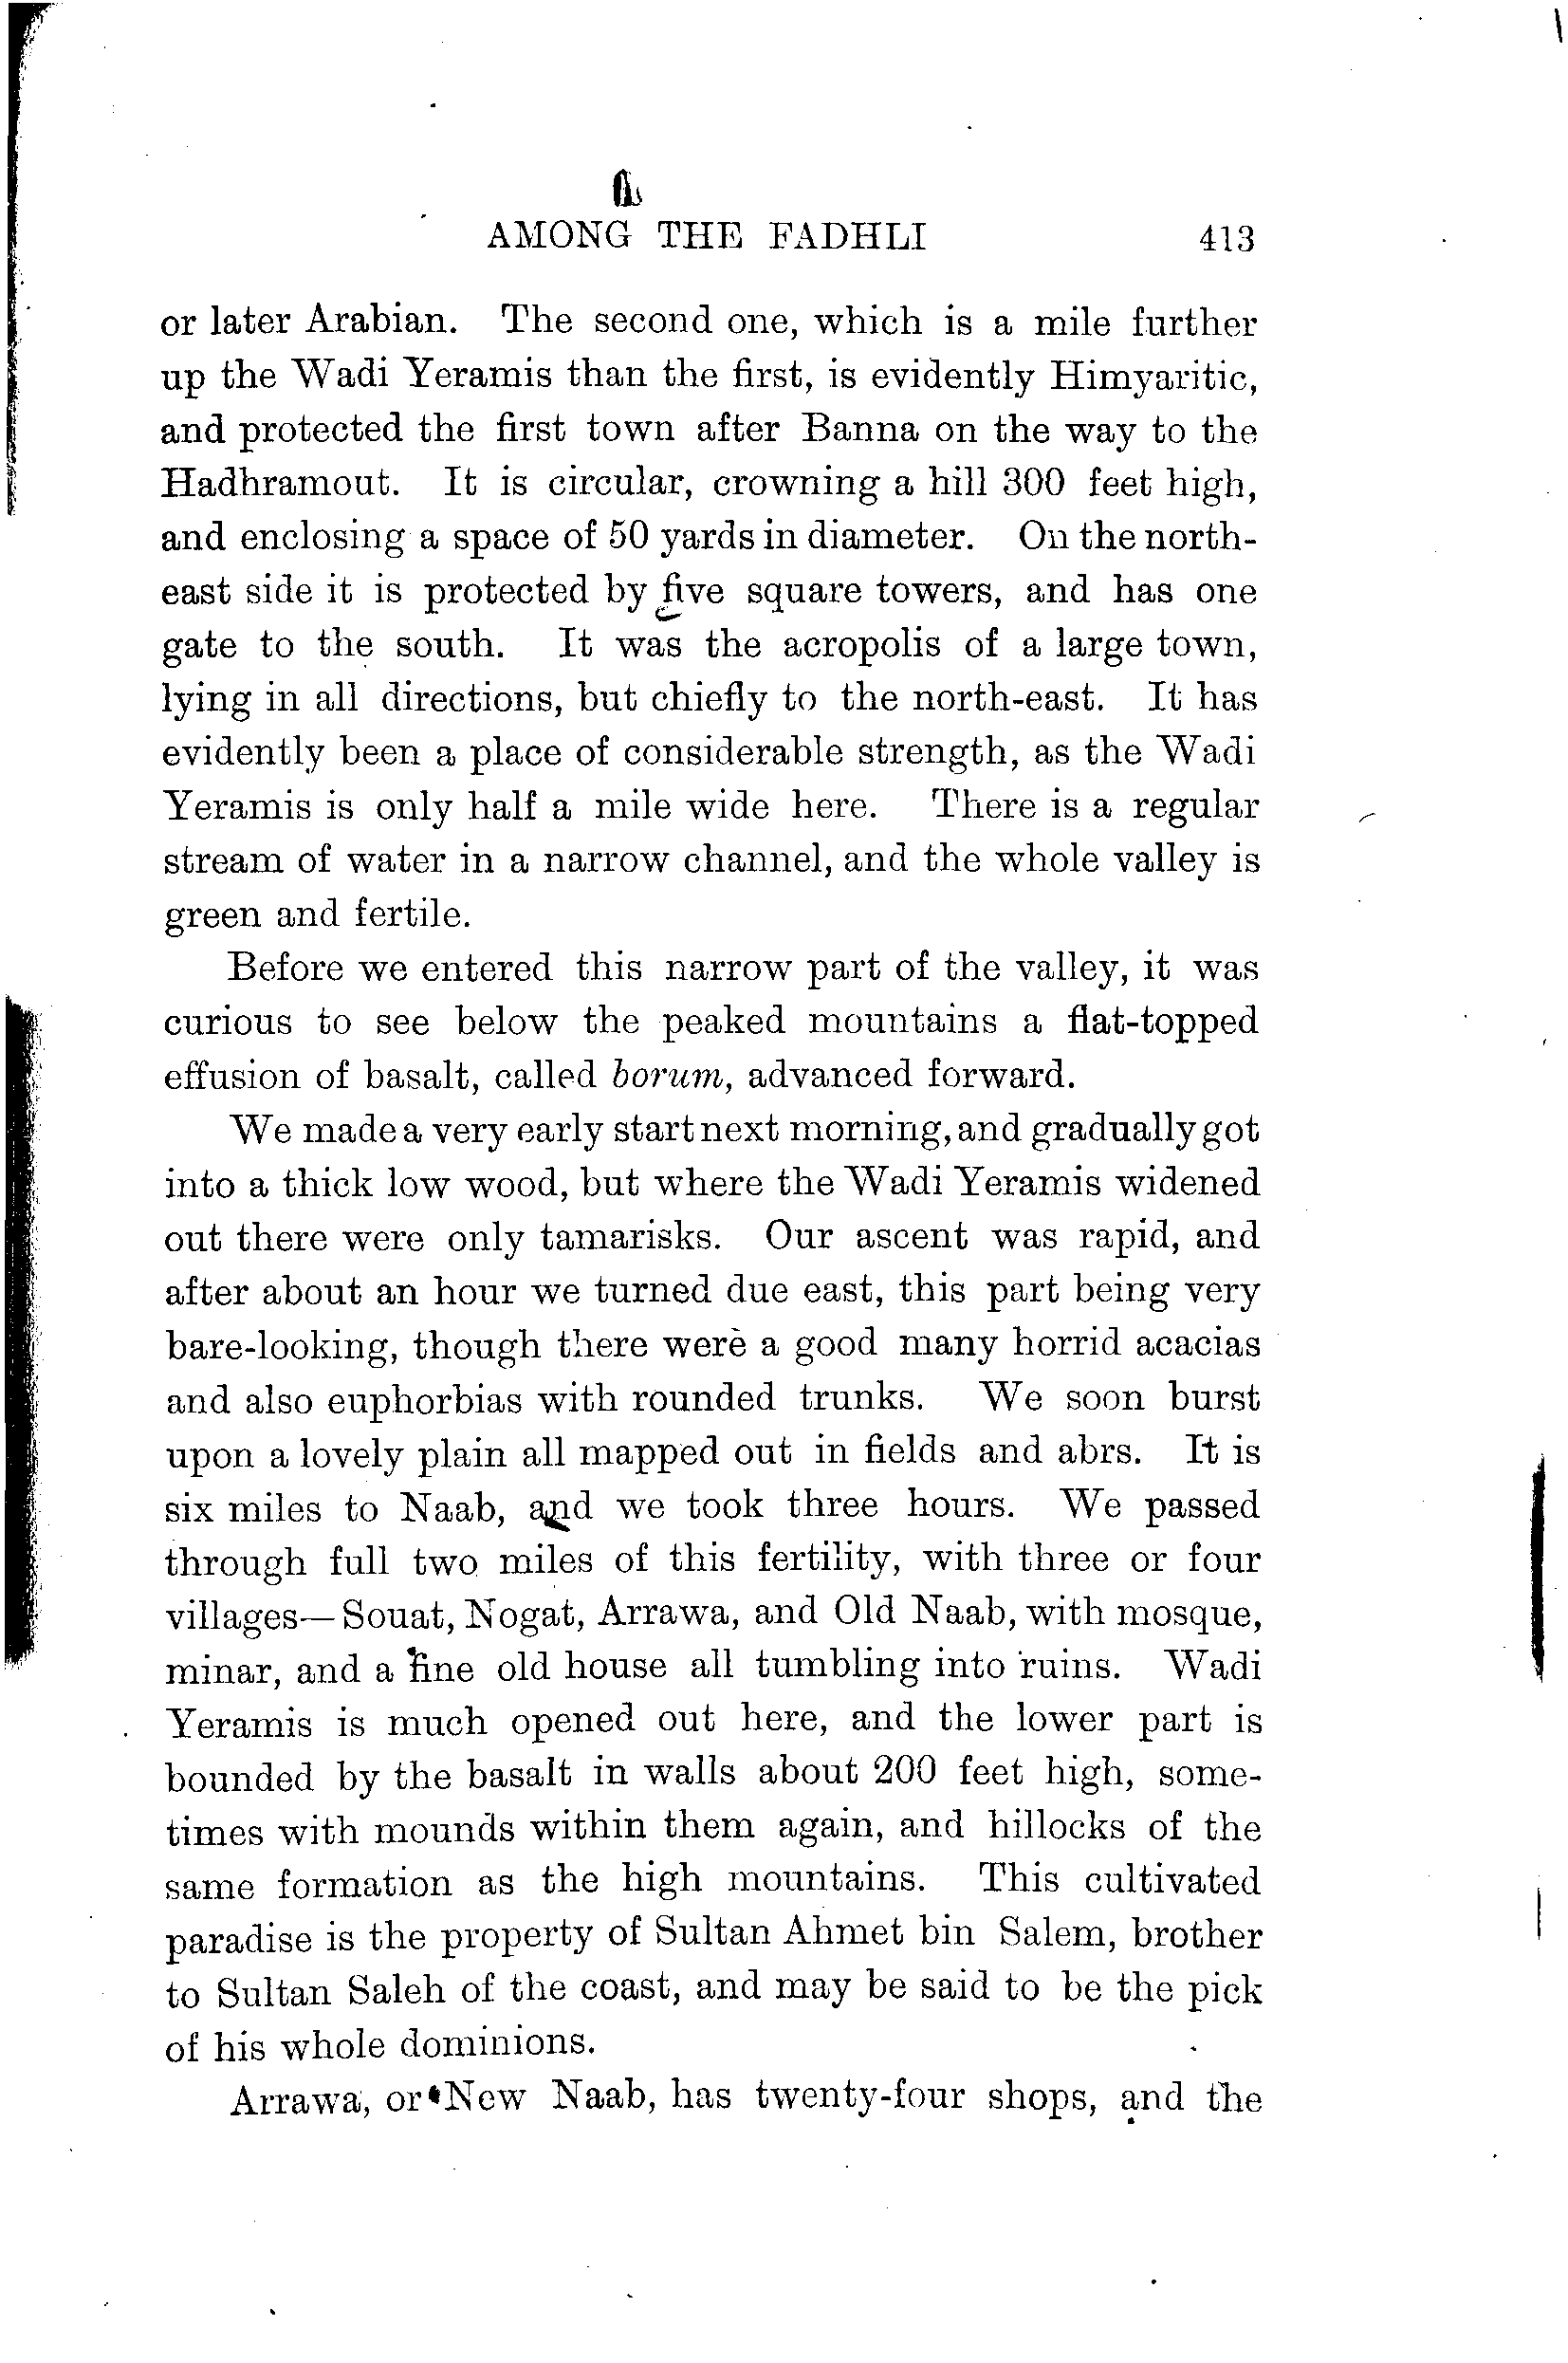 AMONG THE FADHLI 413
or later Arabian. The second one, which is a mile further
up the Wadi Yeramis than the first, is evidently Himyaritic,
and protected the first town after Banna on the way to the
Hadhramout. It is circular, crowning a hill 300 feet high,
and enclosing a space of 50 yards in diameter. On the north-
east side it is protected by five square towers, and has one
gate to the south. It was the acropolis of a large town,
lying in all directions, but chiefly to the north-east. It has
evidently been a place of considerable strength, as the Wadi
Yeramis is only half a mile wide here. There is a regular
stream of water in a narrow channel, and the whole valley is
green and fertile.
Before we entered this narrow part of the valley, it was
curious to see below the peaked mountains a flat-topped
effusion of basalt, called borum, advanced forward.
We made a very early start next morning, and gradually got
into a thick low wood, but where the Wadi Yeramis widened
out there were only tamarisks. Our ascent was rapid, and
after about an hour we turned due east, this part being very
bare-looking, though there were a good many horrid acacias
and also euphorbias with rounded trunks. We soon burst
upon a lovely plain all mapped out in fields and abrs. It is
six miles to Naab, and we took three hours. We passed
through full two miles of this fertility, with three or four
villages—Souat, Nogat, Arrawa, and Old Naab, with mosque,
minar, and a fine old house all tumbling into ruins. Wadi
Yeramis is much opened out here, and the lower part is
bounded by the basalt in walls about 200 feet high, some-
times with mounds within them again, and hillocks of the
same formation as the high mountains. This cultivated
paradise is the property of Sultan Ahmet bin Salem, brother
to Sultan Saleh of the coast, and may be said to be the pick
of his whole dominions.
Arrawa, or New Naab, has twenty-four shops, and the